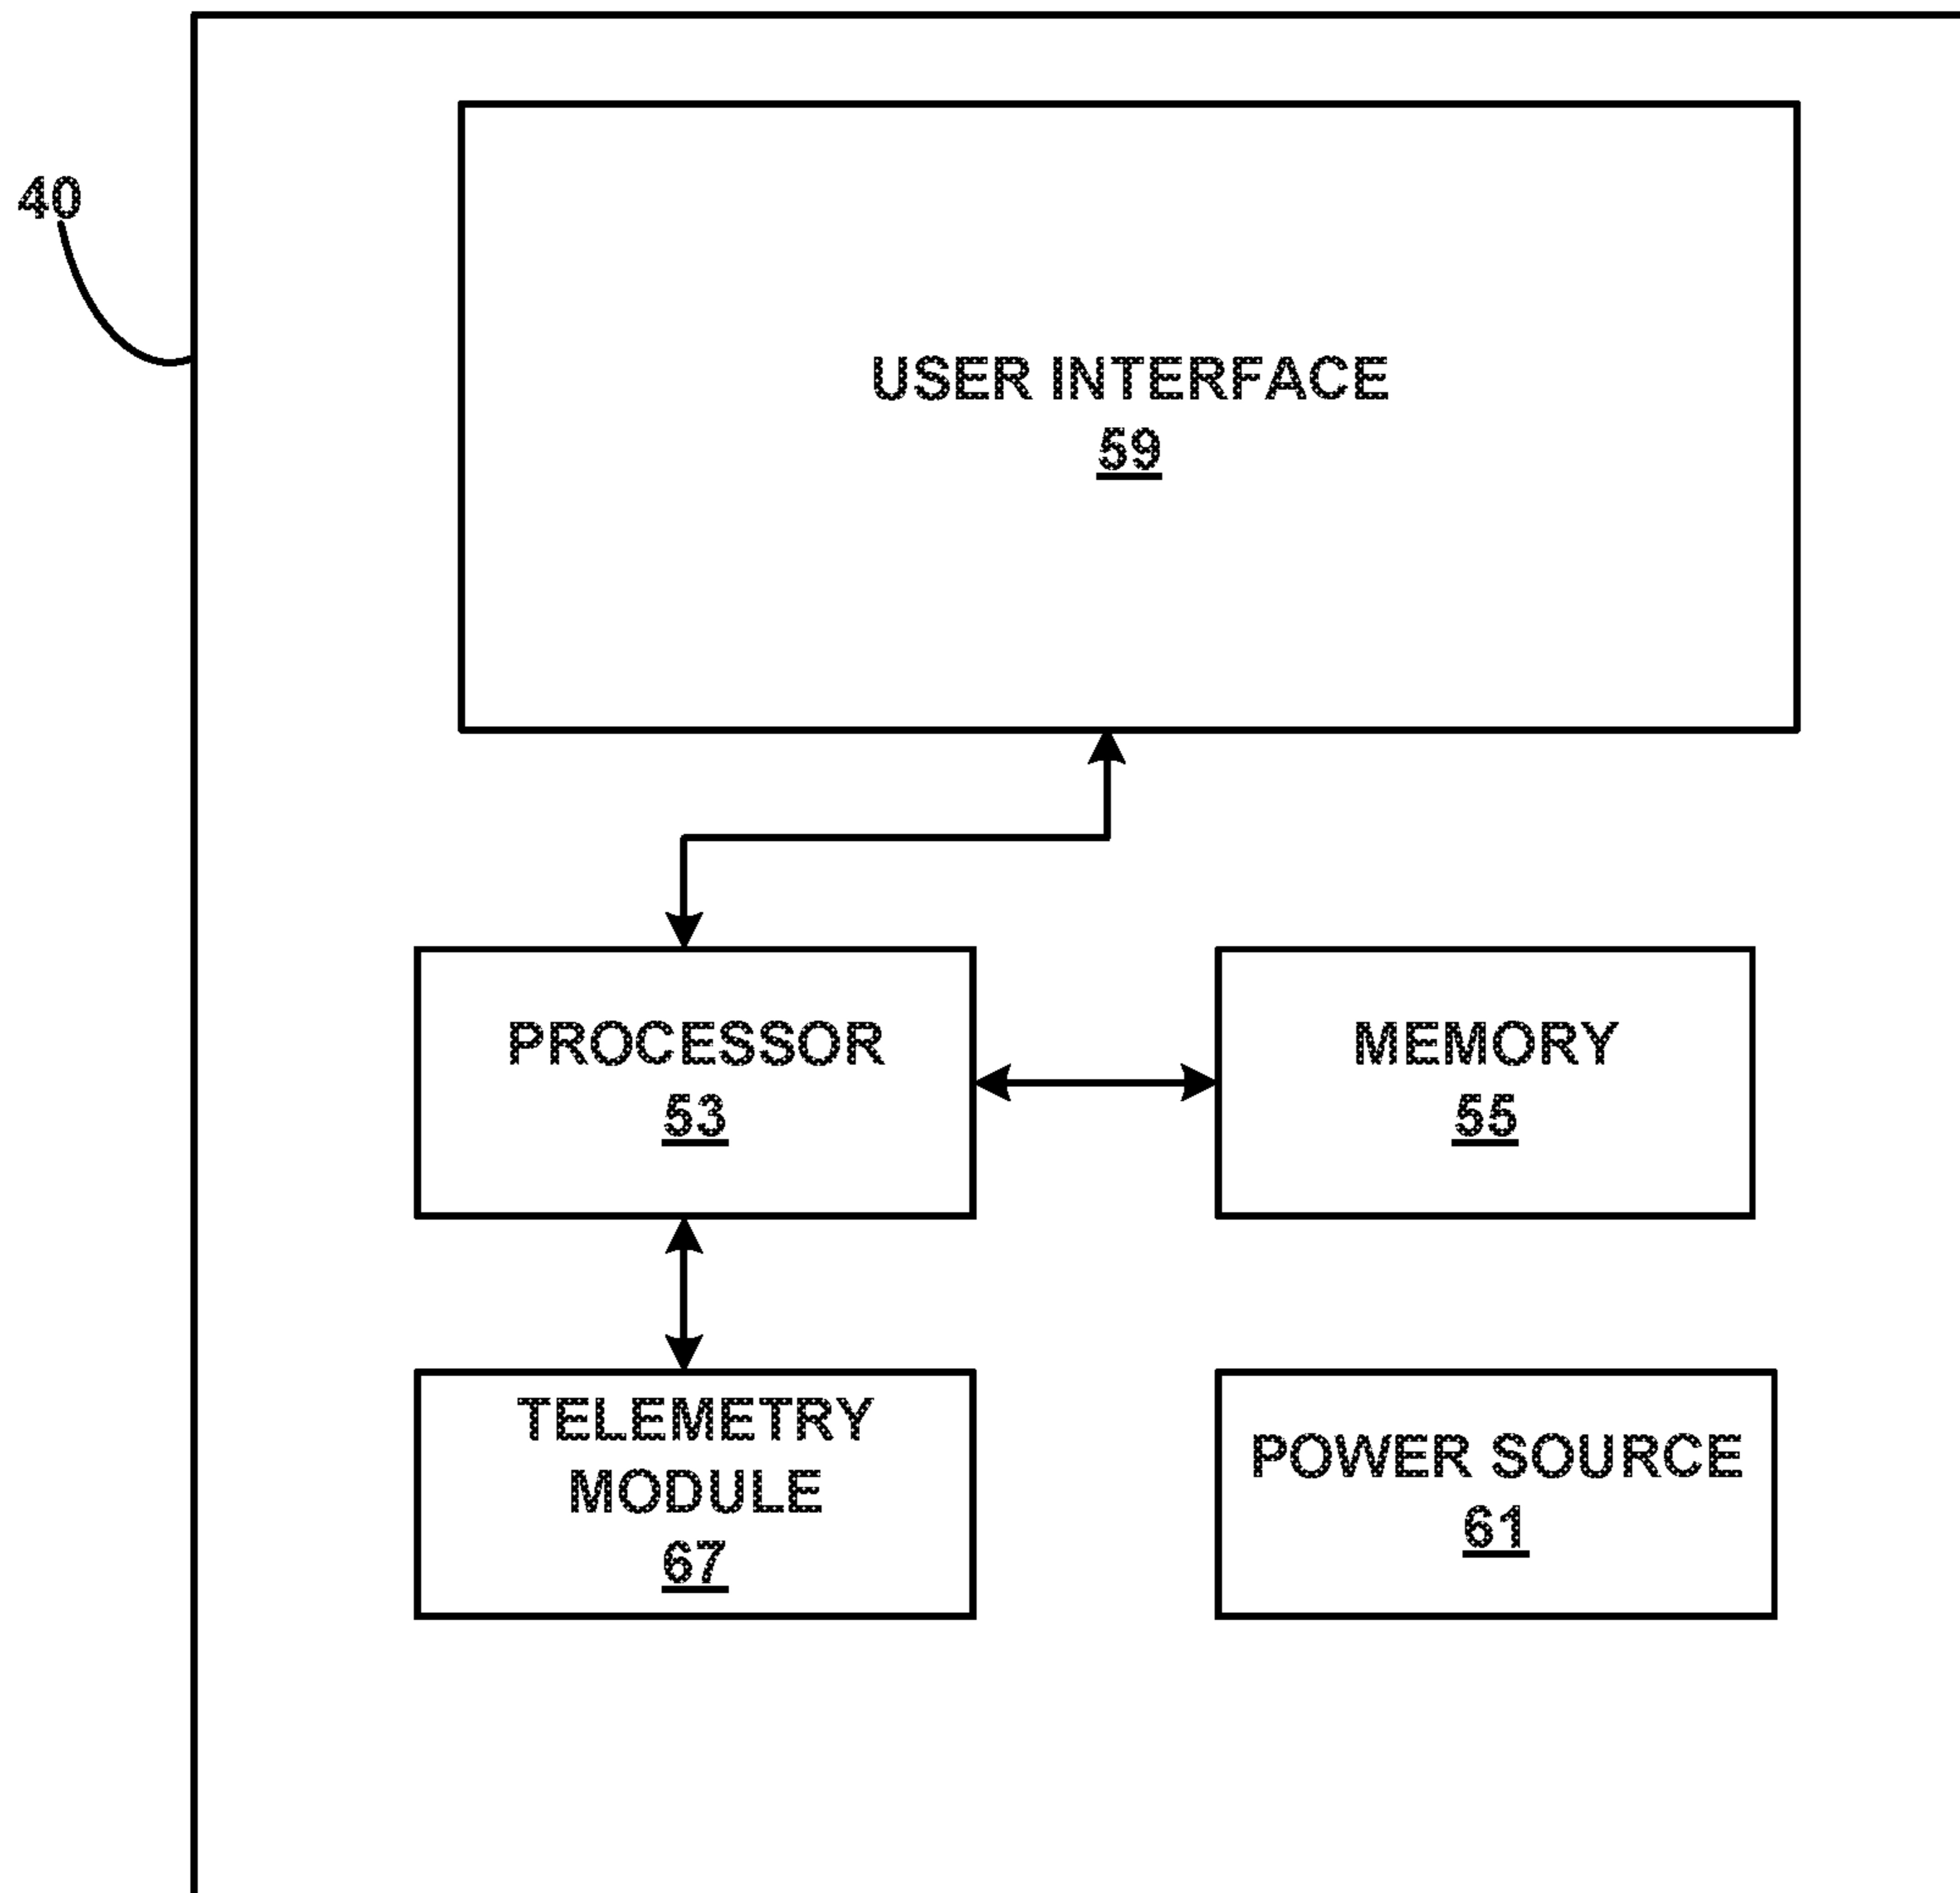 40
USER INTERFACE
59
PROCESSOR
53
MEMORY
55
TELEMETRY
MODULE
67
POWER SOURCE
61